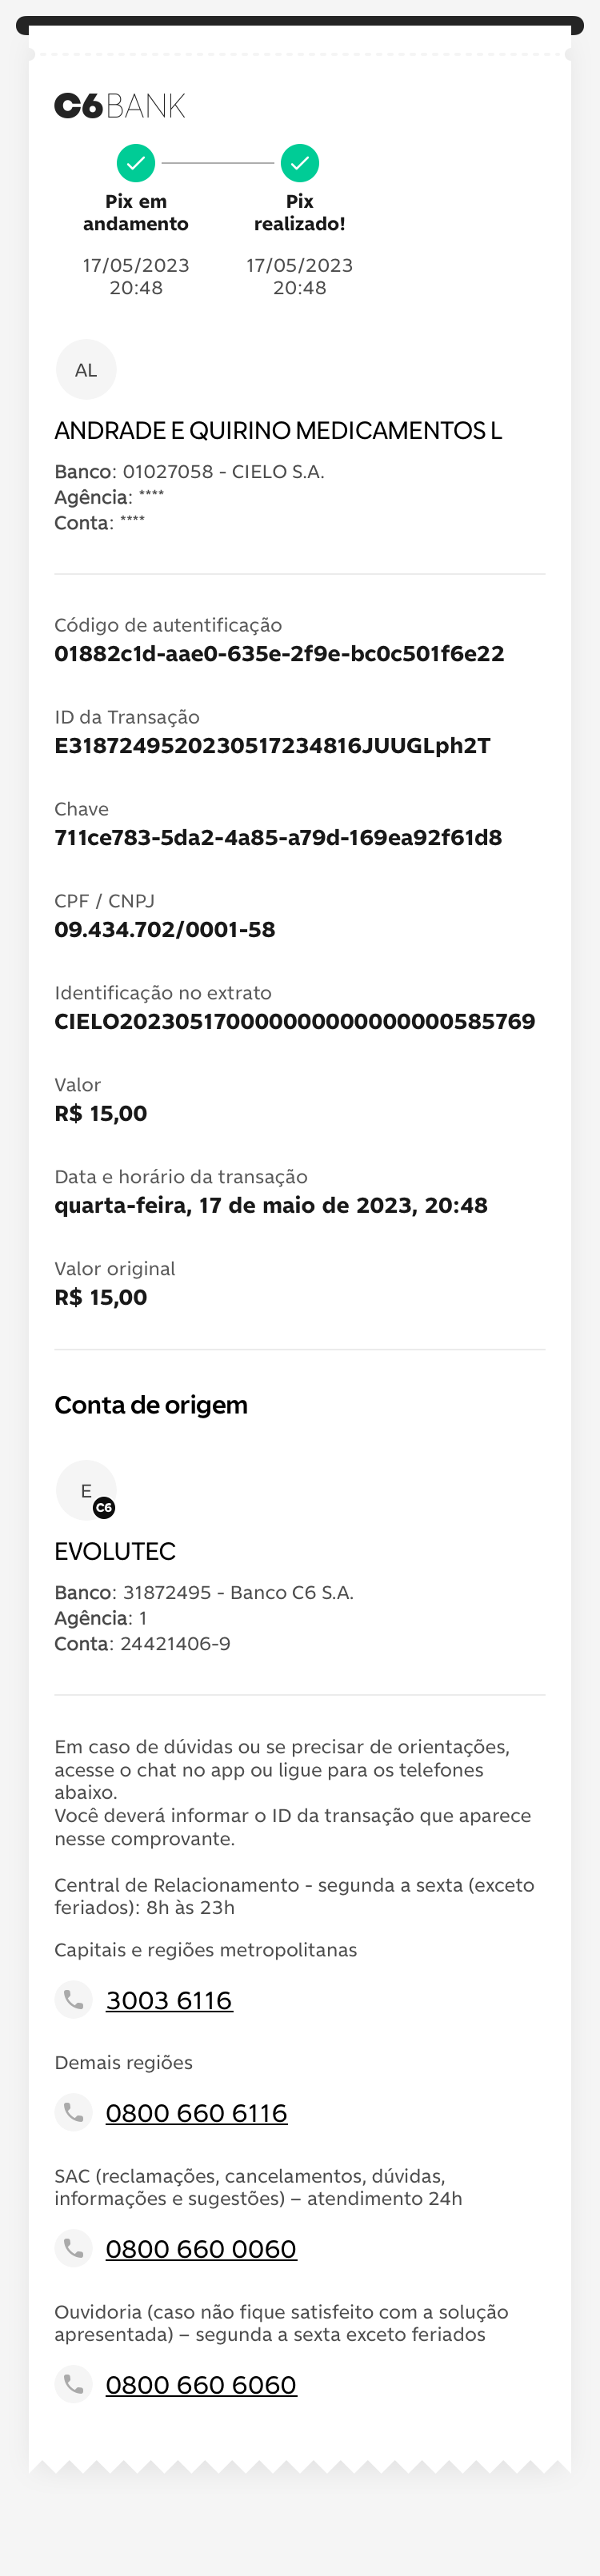 C6BANK
Pix em
andamento
17/05/2023
20:48
Pix
realizado!
17/05/2023
20:48
AL
ANDRADE E QUIRINO MEDICAMENTOS L
Banco: 01027058 - CIELO S.A.
Agência: ****
Conta: ****
Código de autentificação
01882c1d-aae0-635e-2f9e-bc0c501f6e22
ID da Transação
E3187249520230517234816JUUGLph2T
Chave
711ce783-5da2-4a85-a79d-169ea92f61d8
CPF / CNPJ
09.434.702/0001-58
Identificação no extrato
CIELO20230517000000000000000585769
Valor
R$ 15,00
Data e horário da transação
quarta-feira, 17 de maio de 2023, 20:48
Valor original
R$ 15,00
Conta de origem
E
C6
EVOLUTEC
Banco: 31872495 - Banco C6 S.A.
Agência: 1
Conta: 24421406-9
Em caso de dúvidas ou se precisar de orientações,
acesse o chat no app ou ligue para os telefones
abaixo.
Você deverá informar o ID da transação que aparece
nesse comprovante.
Central de Relacionamento - segunda a sexta (exceto
feriados): 8h às 23h
Capitais e regiões metropolitanas
3003 6116
Demais regiões
0800 660 6116
SAC (reclamações, cancelamentos, dúvidas,
informações e sugestões) – atendimento 24h
0800 660 0060
Ouvidoria (caso não fique satisfeito com a solução
apresentada) – segunda a sexta exceto feriados
0800 660 6060